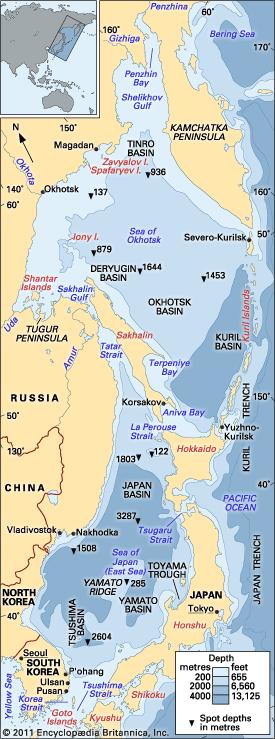 160°
Penzhina
60°
Gizhiga
Bering Sea
170°
Penzhin
Bay
Shelikhov
Gulf
N
150°
KAMCHATKA
PENINSULA
Magadan
TINRO
BASIN
Zavyalov I.
Spafaryev I.
936
Okhota
140°
Okhotsk
137
160°
60°
Sea of
Okhotsk
50°
Jony I.
Severo-Kurilsk
879
DERYUGIN
BASIN
1644
1453
Shantar
Islands
Sakhalin
Gulf
OKHOTSK
BASIN
Kuril Islands
Uda
TUGUR
PENINSULA
Sakhalin
KURIL
BASIN
Amur
Tatar
Strait
Terpeniye
Bay
RUSSIA
KURIL TRENCH
150°
50°
Korsakov
Aniva Bay
La Perouse
Strait
Yuzhno-
Kurilsk
130°
Hokkaido
1803
122
40°
CHINA
JAPAN
BASIN
PACIFIC
OCEAN
3287
Vladivostok
Nakhodka
Tsugaru
Strait
JAPAN TRENCH
1508
Sea of
Japan
(East Sea)
TOYAMA
TROUGH
NORTH
KOREA
YAMATO
RIDGE
285
JAPAN
40°
YAMATO
BASIN
Tokyo
TSUSHIMA
BASIN
Honshu
2604
Seoul
SOUTH
KOREA
P'ohang
Ulsan
Pusan
Yellow Sea
Korea
Strait
Tsushima
Strait
Shikoku
Goto
Islands
Kyushu
Depth
metres feet
200 655
2000 6,560
4000 13,125
Spot depths
in metres
© 2011 Encyclopædia Britannica, Inc.